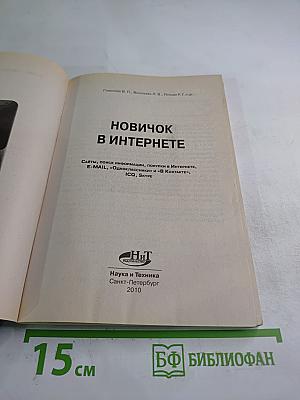 НОВИЧОК
В ИНТЕРНЕТЕ
Сайты, поиск информации, покупки в Интернете,
E-MAIL, «Одноклассники» и «В Контакте»,
ICQ, Skype
НиТ
Наука и Техника
Санкт-Петербург
2010
15 см
БФ БИБЛИОФАН